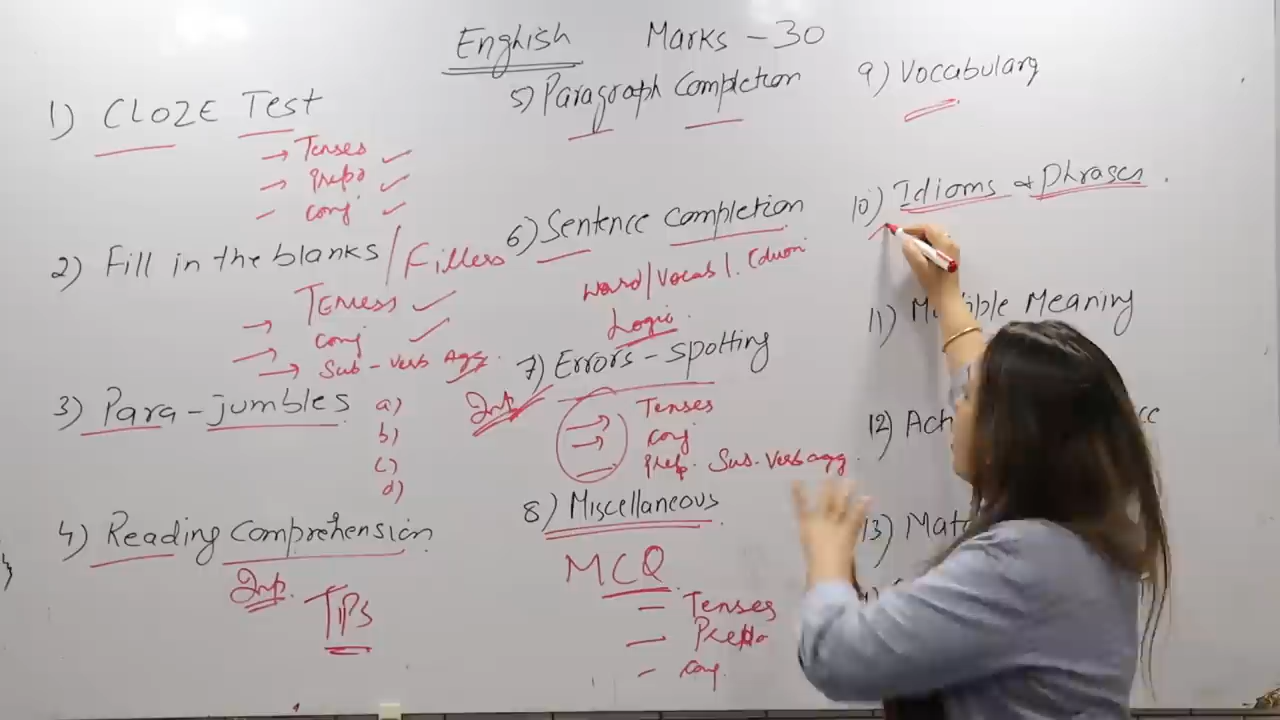 English Marks - 30
1) CLOZE Test
→ Tenses ✓
→ Prepo ✓
- conj ✓
2) Fill in the blanks / Fillers
→ Tenses ✓
→ conj ✓
→ Sub-Verb Agg.
3) Para - jumbles
a)
b)
c)
d)
4) Reading Comprehension
Imp.
TIPS
5) Paragraph Completion
6) Sentence Completion
word/Vocab/.
Logic.
7) Errors - spotting
Imp
→ Tenses
→ conj
- Prep. Sub-Verb agg.
8) Miscellaneous
MCQ
- Tenses
- Prepo
- conj.
9) Vocabulary
10) Idioms & Phrases.
11) Meaning
12)
13)